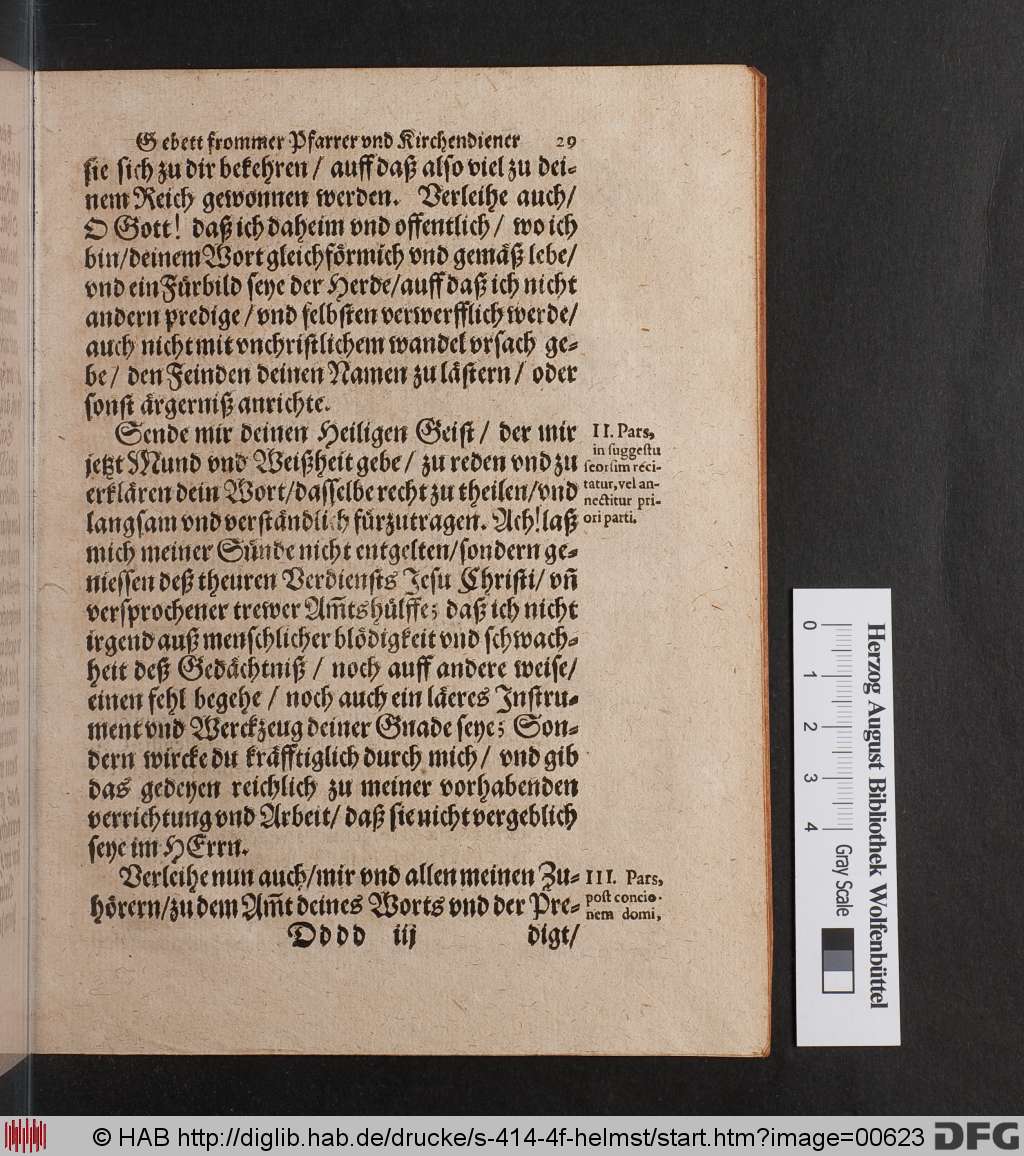 Gebett frommer Pfarrer vnd Kirchendiener 29
sie sich zu dir bekehren / auff daß also viel zu dei-
nem Reich gewonnen werden. Verleihe auch/
O Gott! daß ich daheim vnd offentlich / wo ich
bin/deinem Wort gleichförmich vnd gemäß lebe/
vnd ein Fürbild seye der Herde/auff daß ich nicht
andern predige / vnd selbsten verwerfflich werde/
auch nicht mit vnchristlichem wandel vrsach ge-
be / den Feinden deinen Namen zu lästern / oder
sonst ärgerniß anrichte.
Sende mir deinen Heiligen Geist / der mir
jetzt Mund vnd Weißheit gebe / zu reden vnd zu
erklären dein Wort/dasselbe recht zu theilen/vnd
langsam vnd verständlich fürzutragen. Ach! laß
mich meiner Sünde nicht entgelten/sondern ge-
niessen deß theuren Verdiensts Jesu Christi/ vñ
versprochener trewer Am̃tshülffe; daß ich nicht
irgend auß menschlicher blödigkeit vnd schwach-
heit deß Gedächtniß / noch auff andere weise/
einen fehl begehe / noch auch ein läeres Instru-
ment vnd Werckzeug deiner Gnade seye; Son-
dern wircke du kräfftiglich durch mich / vnd gib
das gedeyen reichlich zu meiner vorhabenden
verrichtung vnd Arbeit/ daß sie nicht vergeblich
seye im HErrn.
Verleihe nun auch/mir vnd allen meinen Zu-
hörern/zu dem Am̃t deines Worts vnd der Pre-
Dddd iij digt/
II. Pars,
in suggestu
seorsim reci-
tatur, vel an-
nectitur pri-
ori parti.
III. Pars,
post concio-
nem domi,
0 1 2 3 4
Herzog August Bibliothek Wolfenbüttel
Gray Scale
© HAB http://diglib.hab.de/drucke/s-414-4f-helmst/start.htm?image=00623
DFG